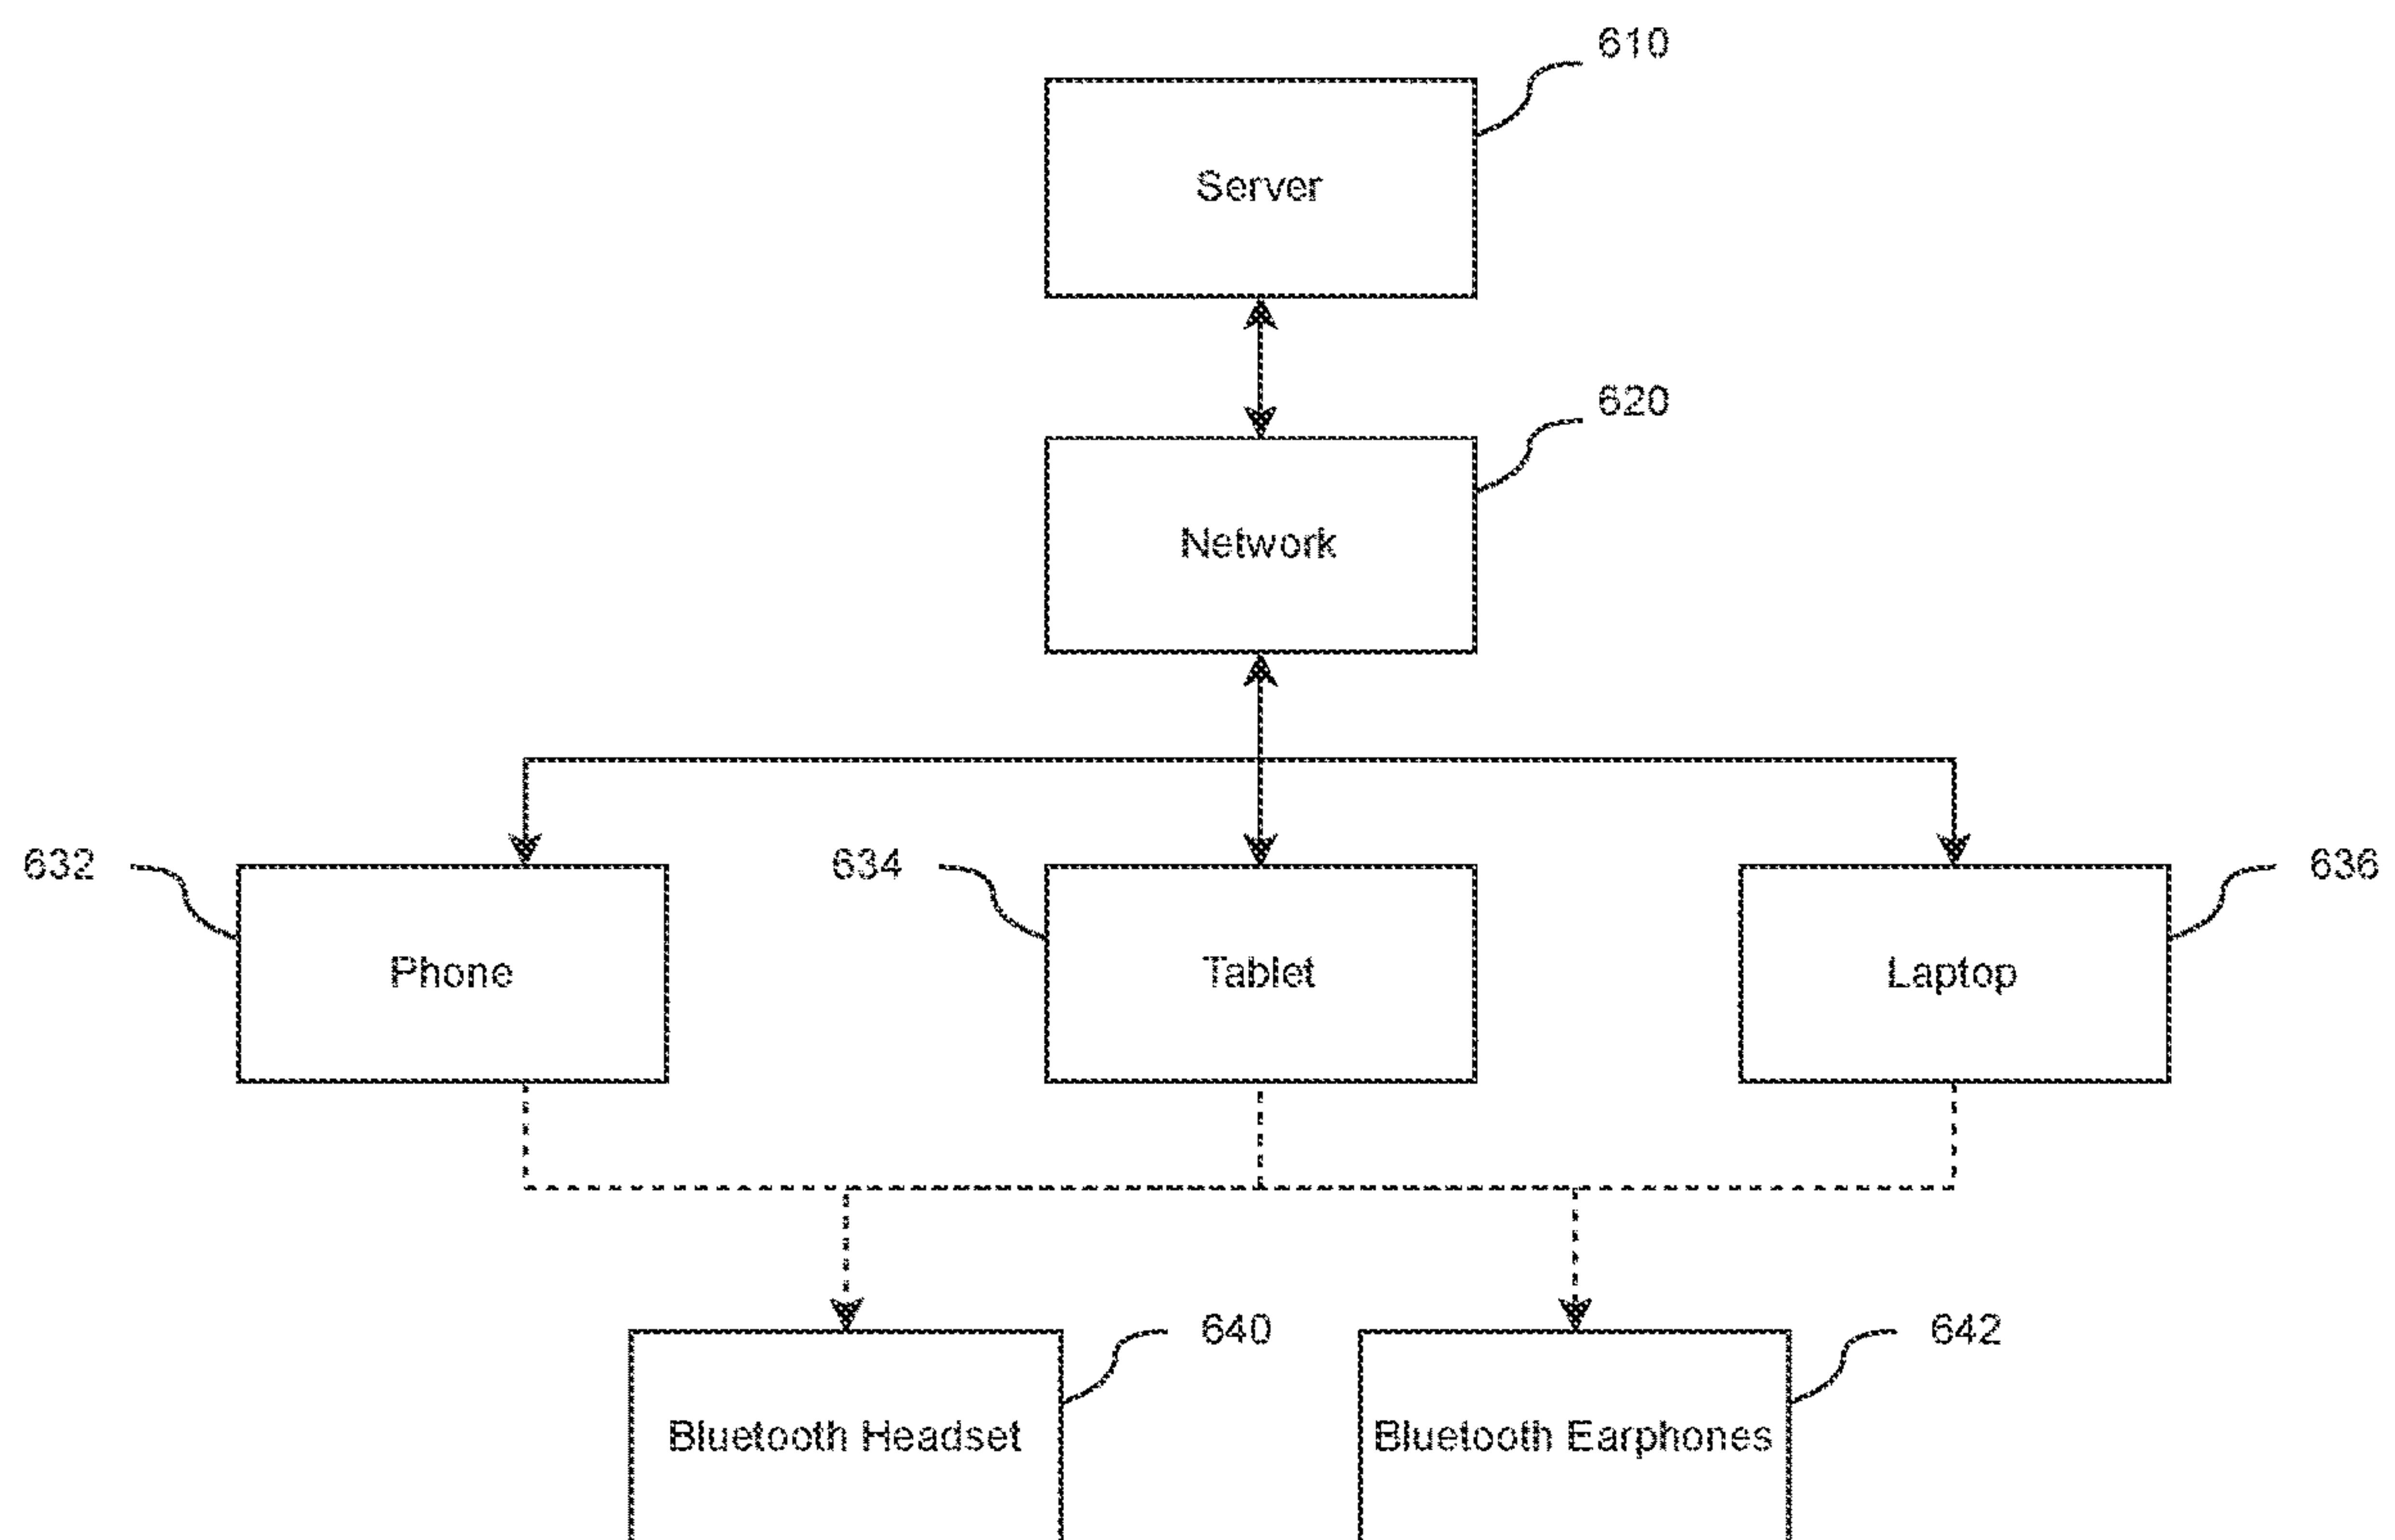 610
Server
620
Network
632
634
636
Phone
Tablet
Laptop
640
642
Bluetooth Headset
Bluetooth Earphones